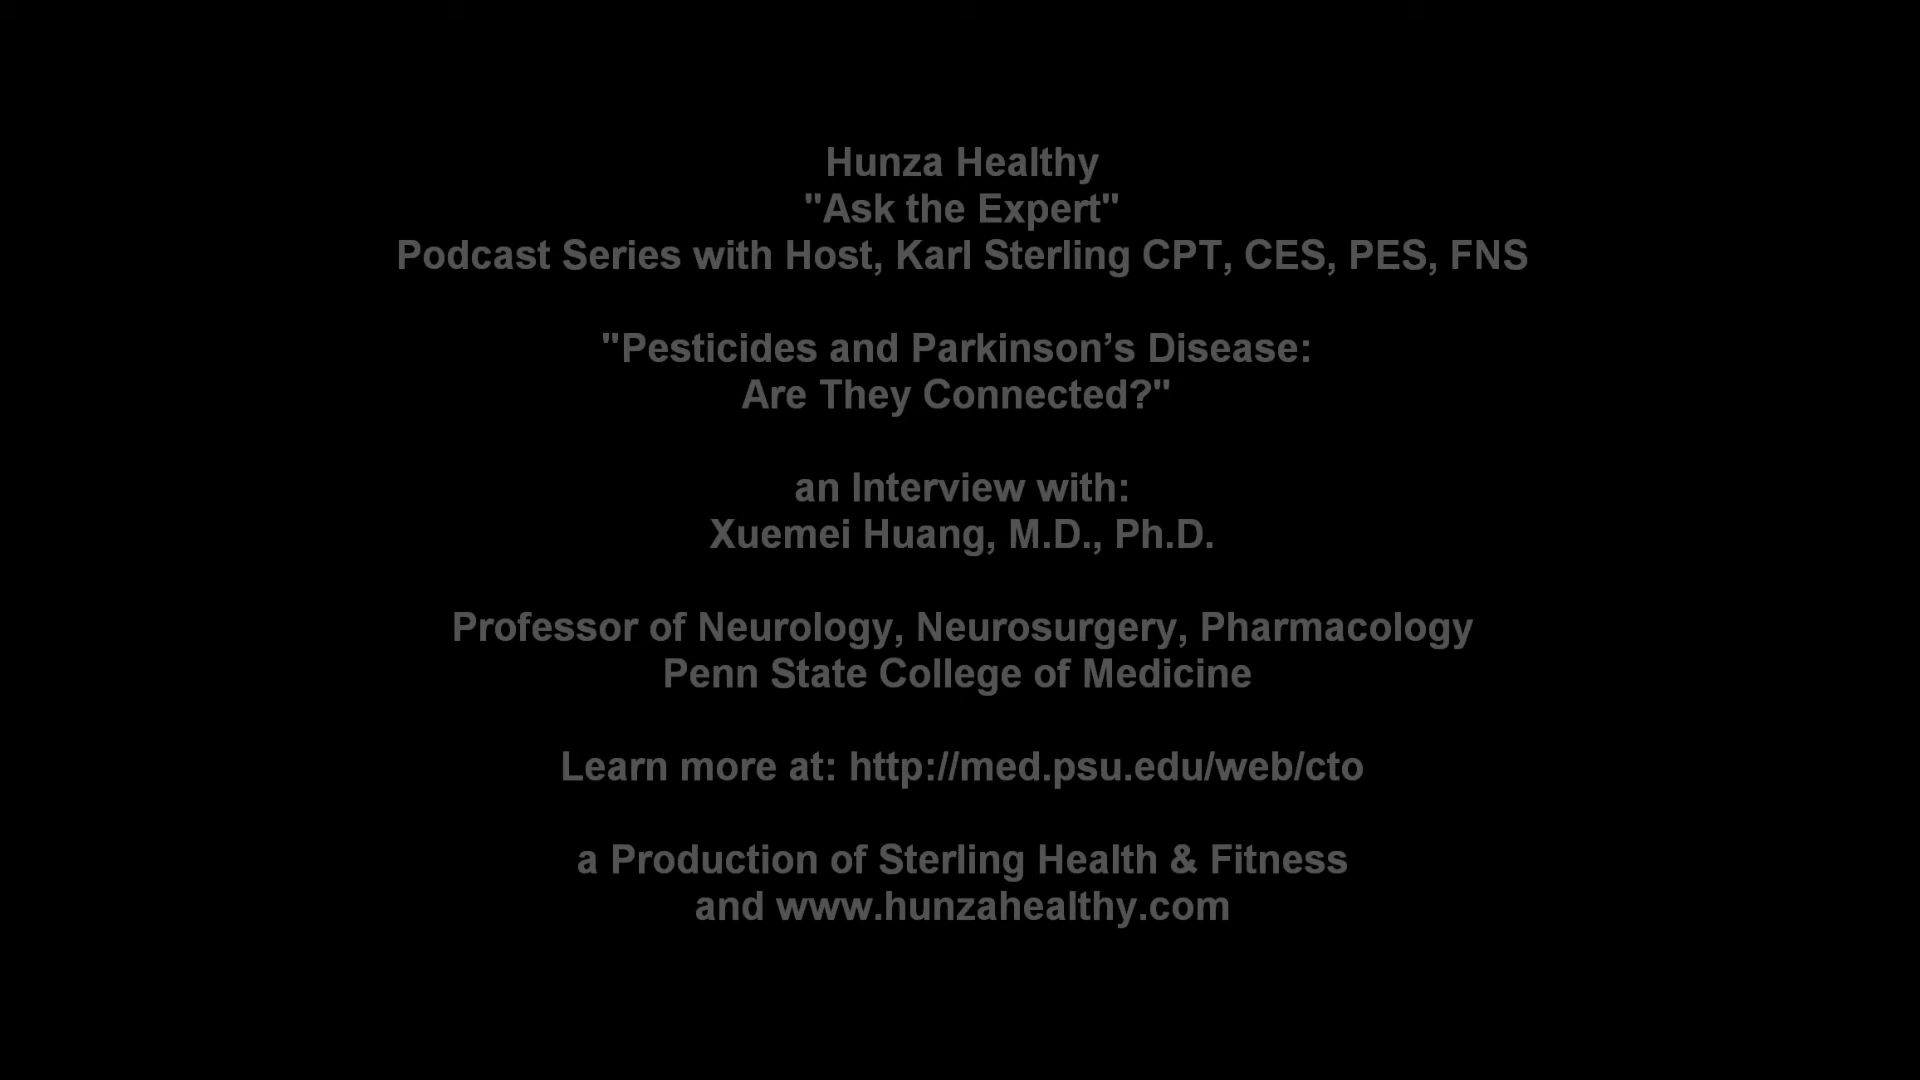 Hunza Healthy
"Ask the Expert"
Podcast Series with Host, Karl Sterling CPT, CES, PES, FNS
"Pesticides and Parkinson’s Disease:
Are They Connected?"
an Interview with:
Xuemei Huang, M.D., Ph.D.
Professor of Neurology, Neurosurgery, Pharmacology
Penn State College of Medicine
Learn more at: http://med.psu.edu/web/cto
a Production of Sterling Health & Fitness
and www.hunzahealthy.com